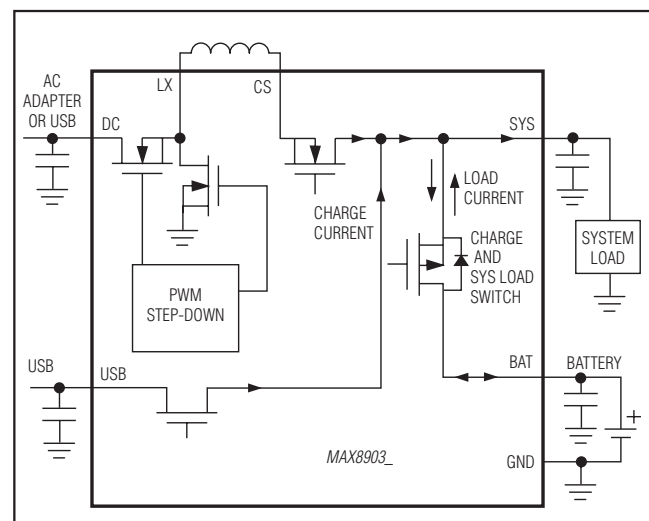 LX
CS
AC
ADAPTER
OR USB
DC
SYS
CHARGE
CURRENT
LOAD
CURRENT
CHARGE
AND
SYS LOAD
SWITCH
SYSTEM
LOAD
PWM
STEP-DOWN
USB
USB
BAT
BATTERY
+
MAX8903_
GND